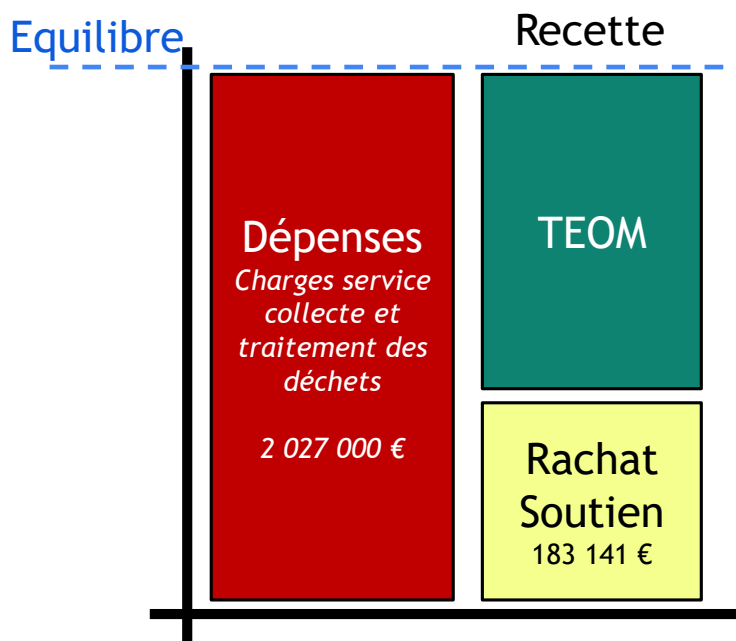 Equilibre
Recette
Dépenses
Charges service
collecte et
traitement des
déchets
2 027 000 €
TEOM
Rachat
Soutien
183 141 €